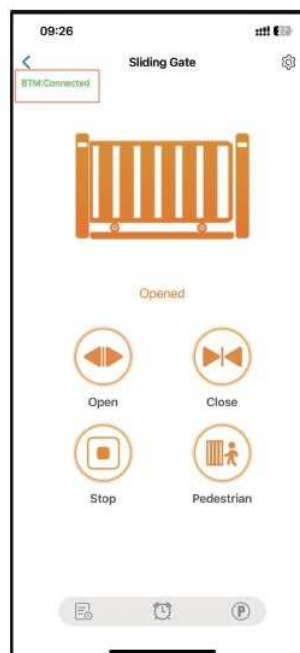 09:26
Sliding Gate
BTM:Connected
Opened
Open
Close
Stop
Pedestrian
P